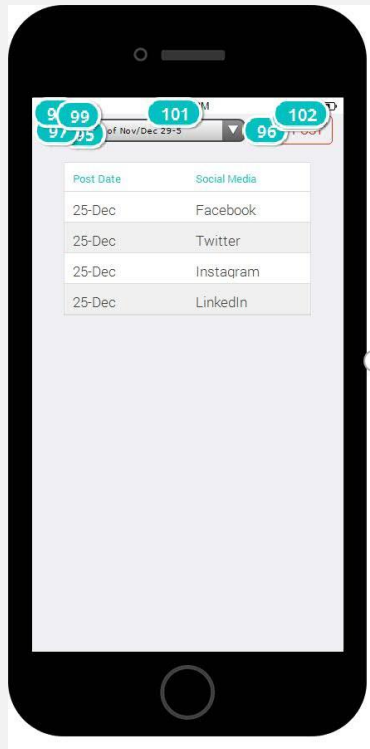 99 101 102
97 95 of Nov/Dec 29-5 96
Post Date Social Media
25-Dec Facebook
25-Dec Twitter
25-Dec Instagram
25-Dec LinkedIn